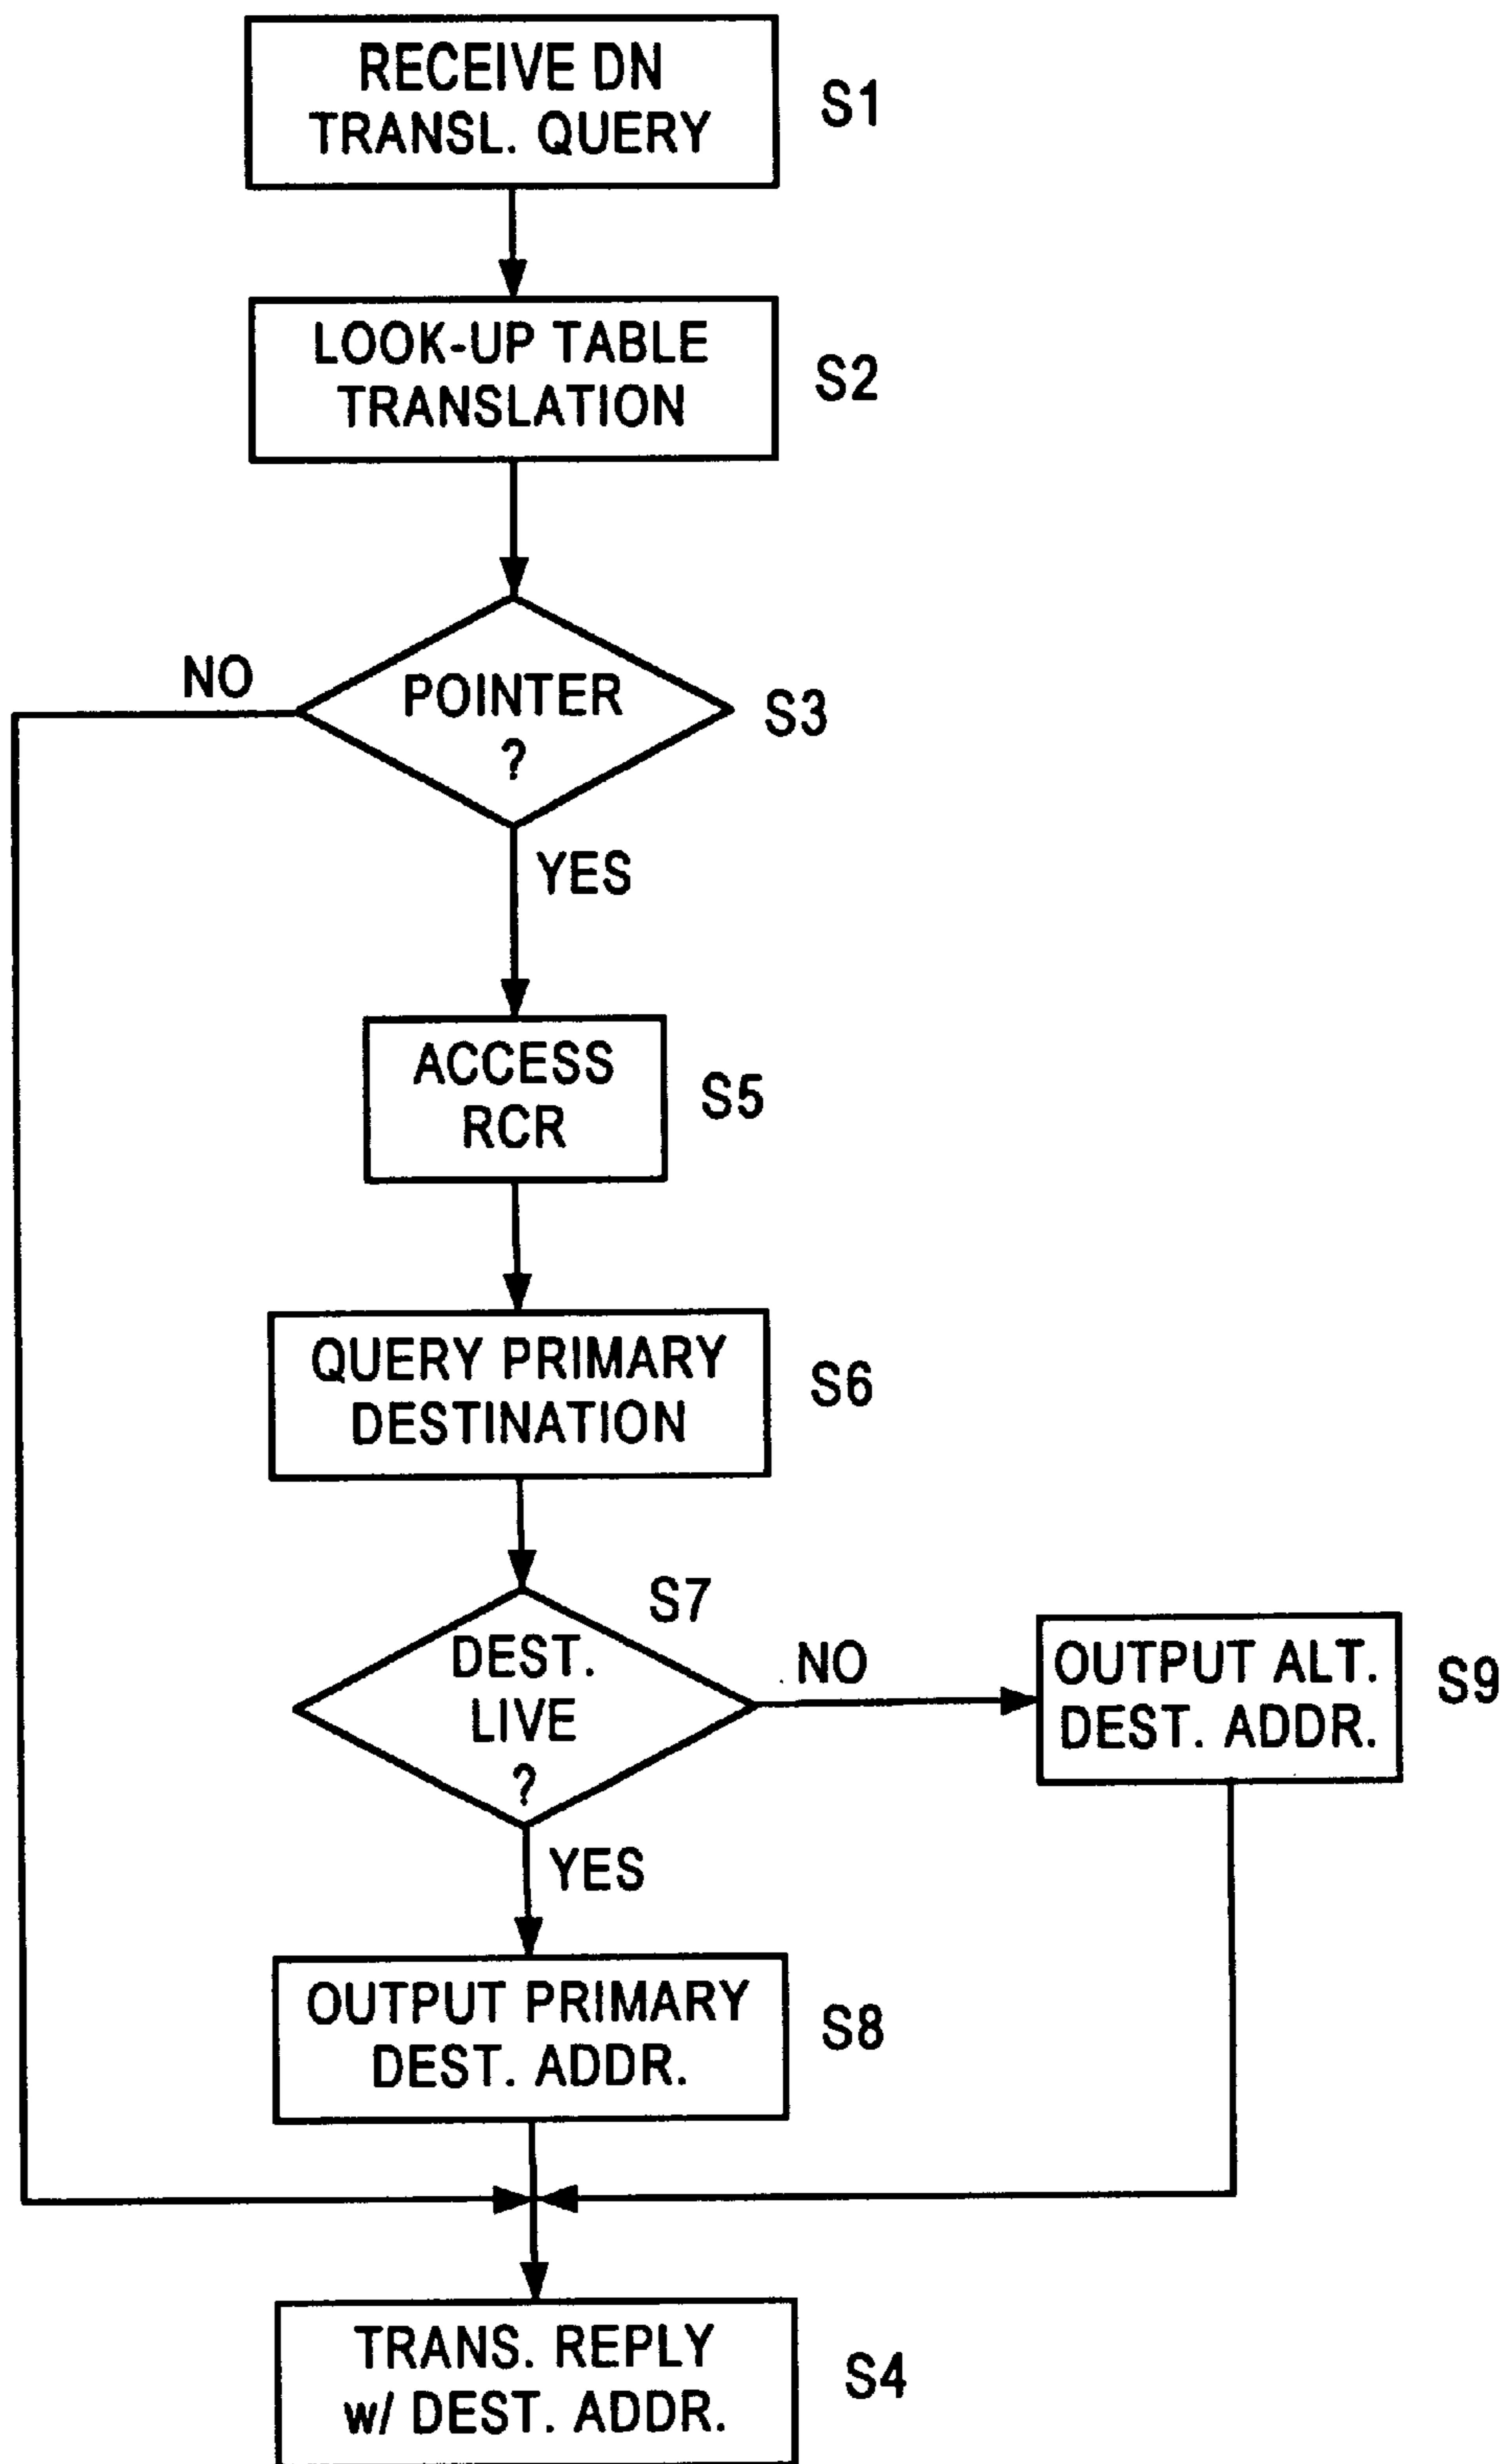 RECEIVE DN
TRANSL. QUERY
S1
LOOK-UP TABLE
TRANSLATION
S2
NO
POINTER
?
S3
YES
ACCESS
RCR
S5
QUERY PRIMARY
DESTINATION
S6
S7
DEST.
LIVE
?
NO
OUTPUT ALT.
DEST. ADDR.
S9
YES
OUTPUT PRIMARY
DEST. ADDR.
S8
TRANS. REPLY
w/ DEST. ADDR.
S4